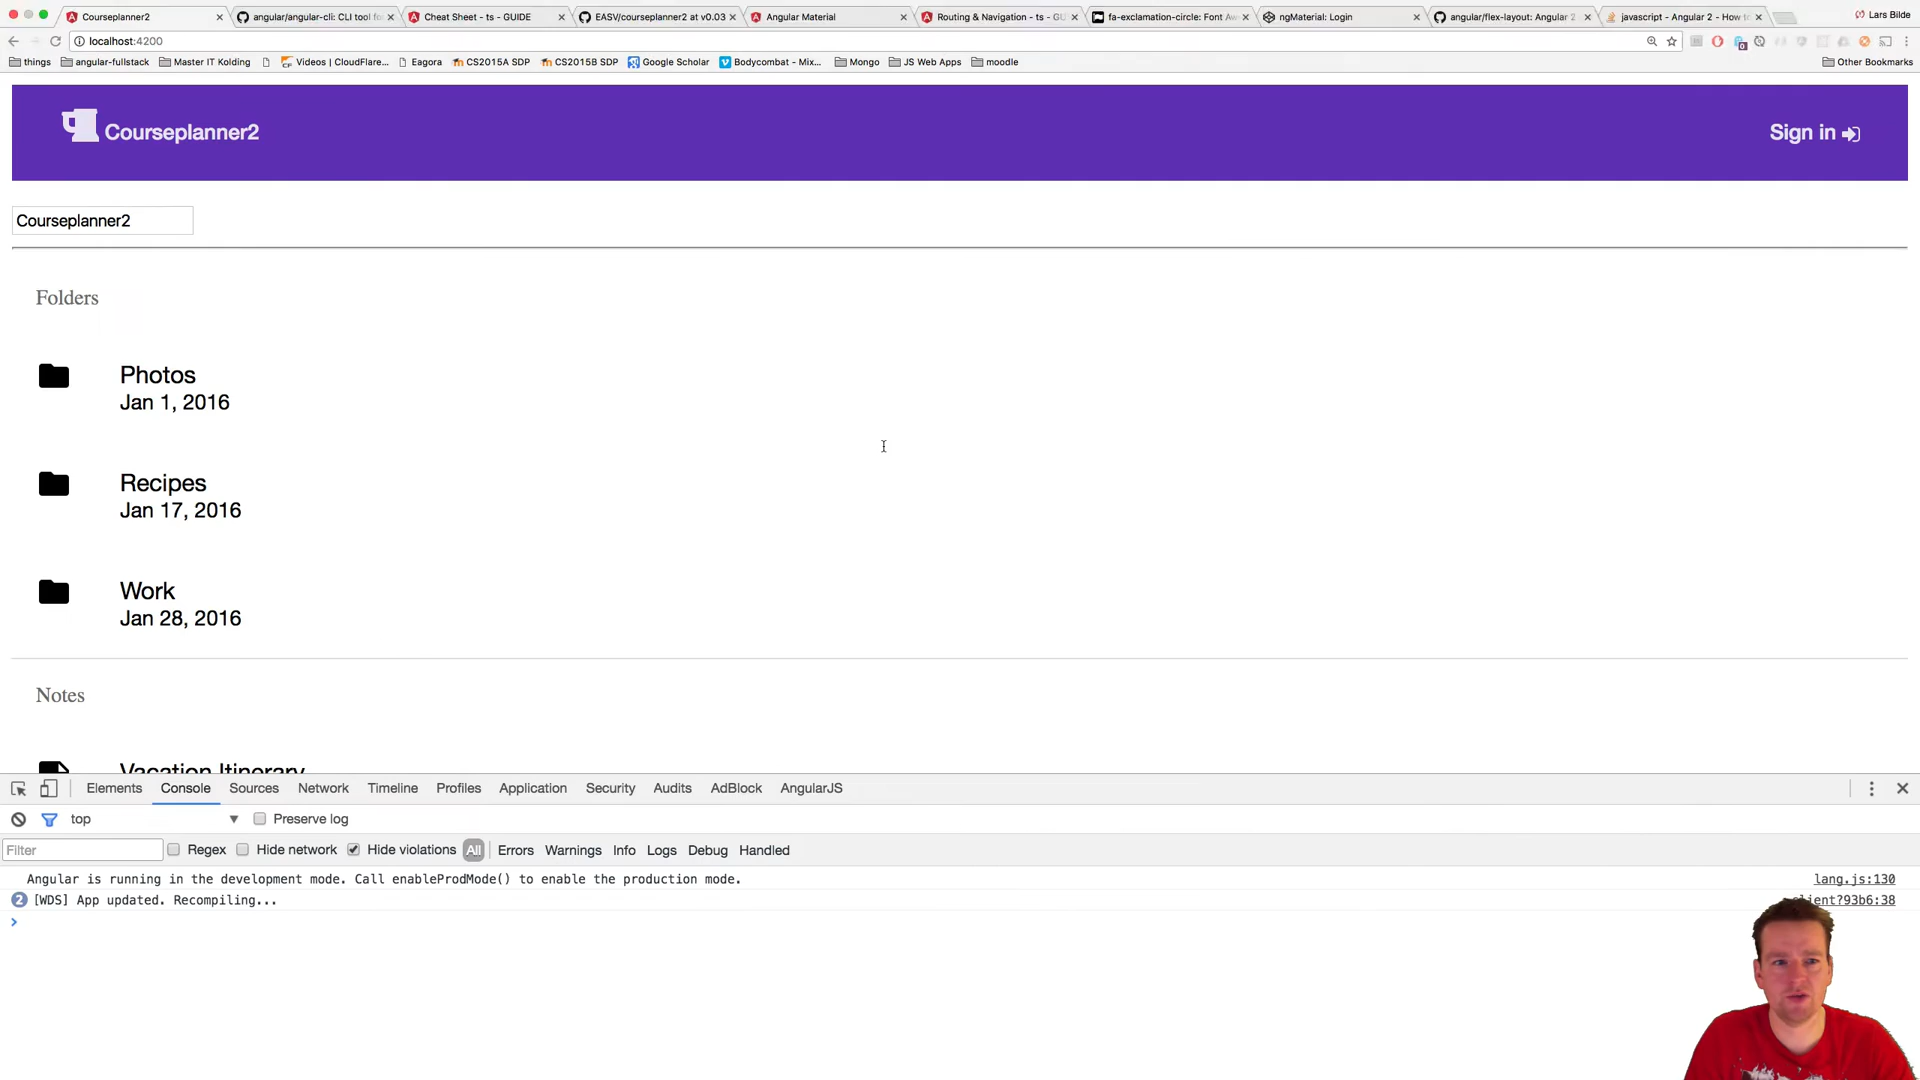 Courseplanner2
angular/angular-cli: CLI tool fo
Cheat Sheet - ts - GUIDE
EASV/courseplanner2 at v0.03
Angular Material
Routing & Navigation - ts - GU
fa-exclamation-circle: Font Aw
ngMaterial: Login
angular/flex-layout: Angular 2
javascript - Angular 2 - How to
Lars Bilde
localhost:4200
things
angular-fullstack
Master IT Kolding
Videos | CloudFlare...
Eagora
CS2015A SDP
CS2015B SDP
Google Scholar
Bodycombat - Mix...
Mongo
JS Web Apps
moodle
Other Bookmarks
Courseplanner2
Sign in
Courseplanner2
Folders
Photos
Jan 1, 2016
Recipes
Jan 17, 2016
Work
Jan 28, 2016
Notes
Vacation Itinerary
Elements Console Sources Network Timeline Profiles Application Security Audits AdBlock AngularJS
top
Preserve log
Filter
Regex
Hide network
Hide violations
All
Errors Warnings Info Logs Debug Handled
Angular is running in the development mode. Call enableProdMode() to enable the production mode.
lang.js:130
2 [WDS] App updated. Recompiling...
client?93b6:38